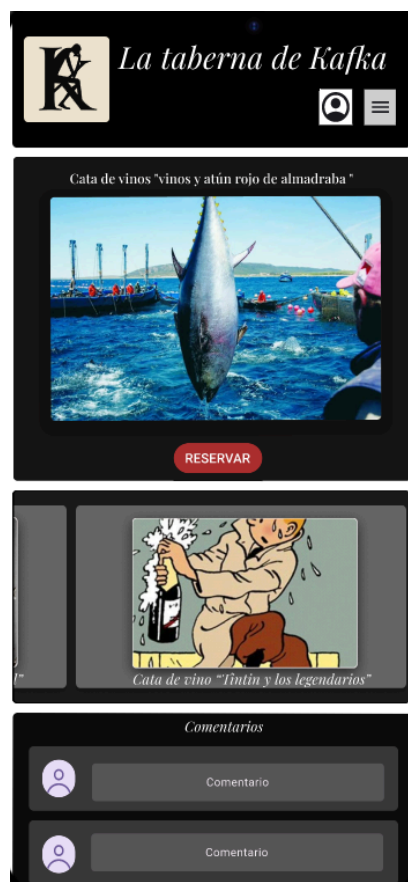 K
La taberna de Kafka
Cata de vinos "vinos y atún rojo de almadraba "
RESERVAR
l"
Cata de vino “Tintín y los legendarios”
Comentarios
Comentario
Comentario